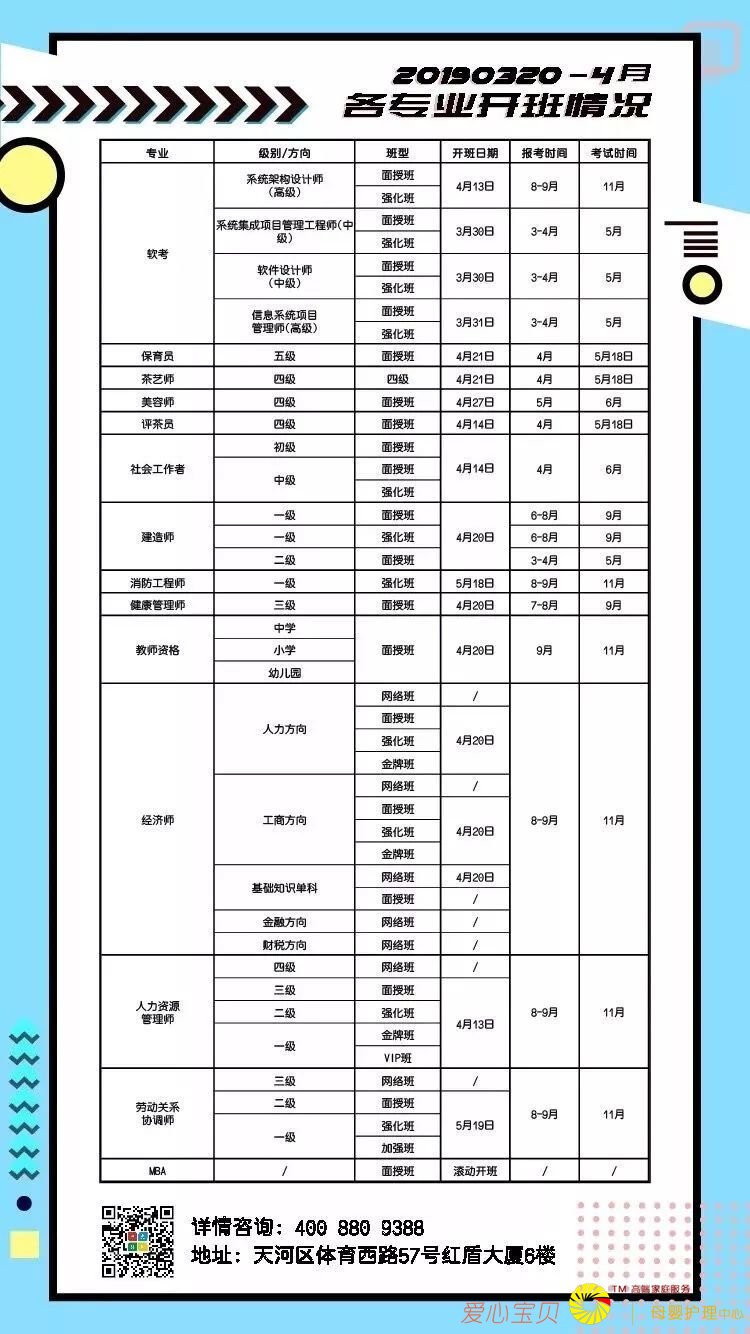 20190320-4月
各专业开班情况
专业 级别/方向 班型 开班日期 报考时间 考试时间
软考 系统架构设计师(高级) 面授班 4月13日 8-9月 11月
强化班
系统集成项目管理工程师(中级) 面授班 3月30日 3-4月 5月
强化班
软件设计师(中级) 面授班 3月30日 3-4月 5月
强化班
信息系统项目管理师(高级) 面授班 3月31日 3-4月 5月
强化班
保育员 五级 面授班 4月21日 4月 5月18日
茶艺师 四级 四级 4月21日 4月 5月18日
美容师 四级 面授班 4月27日 5月 6月
评茶员 四级 面授班 4月14日 4月 5月18日
社会工作者 初级 面授班 4月14日 4月 6月
中级 面授班
强化班
建造师 一级 面授班 4月20日 6-8月 9月
一级 强化班 6-8月 9月
二级 面授班 3-4月 5月
消防工程师 一级 强化班 5月18日 8-9月 11月
健康管理师 三级 面授班 4月20日 7-8月 9月
教师资格 中学 面授班 4月20日 9月 11月
小学
幼儿园
经济师 人力方向 网络班 / 8-9月 11月
面授班 4月20日
强化班
金牌班
工商方向 网络班 /
面授班 4月20日
强化班
金牌班
基础知识单科 网络班 4月20日
面授班 /
金融方向 网络班 /
财税方向 网络班 /
人力资源管理师 四级 网络班 / 8-9月 11月
三级 面授班 4月13日
二级 强化班
一级 金牌班
VIP班
劳动关系协调师 三级 网络班 / 8-9月 11月
二级 面授班 5月19日
一级 强化班
加强班
MBA / 面授班 滚动开班 / /
详情咨询：400 880 9388
地址：天河区体育西路57号红盾大厦6楼
TM 高端家庭服务
爱心宝贝 母婴护理中心